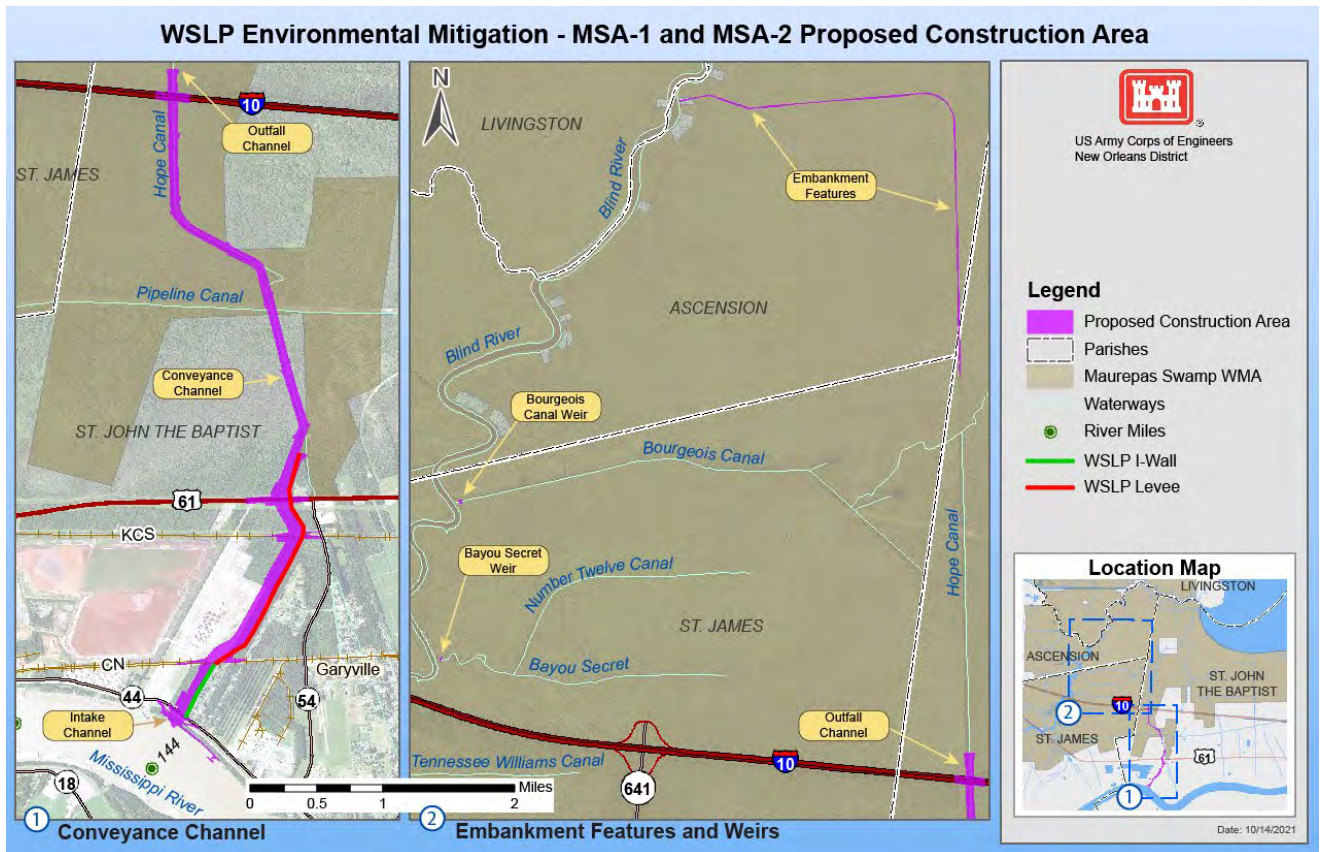 WSLP Environmental Mitigation - MSA-1 and MSA-2 Proposed Construction Area
10
Outfall
Channel
Hope Canal
ST. JAMES
Pipeline Canal
Conveyance
Channel
ST. JOHN THE BAPTIST
61
KCS
CN
Garyville
44
54
Intake
Channel
144
Mississippi River
18
1
Conveyance Channel
N
LIVINGSTON
Blind River
Embankment
Features
ASCENSION
Blind River
Bourgeois
Canal Weir
Bourgeois Canal
Bayou Secret
Weir
Number Twelve Canal
Hope Canal
ST. JAMES
Bayou Secret
Outfall
Channel
Tennessee Williams Canal
10
641
Miles
0 0.5 1 2
2
Embankment Features and Weirs
US Army Corps of Engineers
New Orleans District
®
Legend
Proposed Construction Area
Parishes
Maurepas Swamp WMA
Waterways
River Miles
WSLP I-Wall
WSLP Levee
Location Map
LIVINGSTON
ASCENSION
ST. JOHN
THE BAPTIST
10
2
ST. JAMES
61
1
Date: 10/14/2021